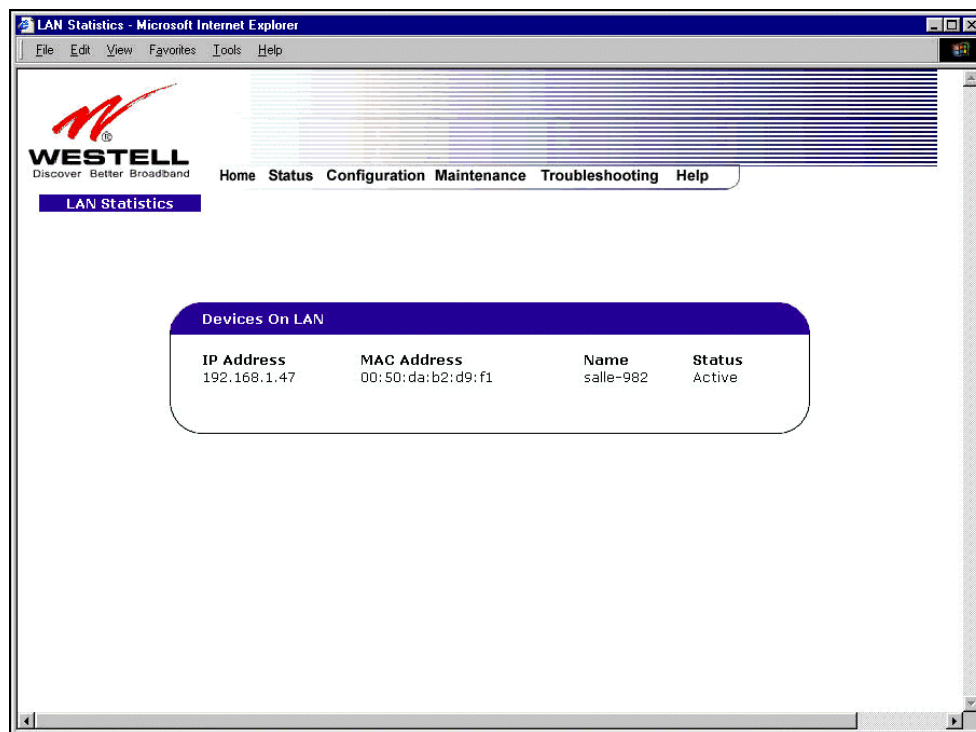 LAN Statistics - Microsoft Internet Explorer
File Edit View Favorites Tools Help
®
WESTELL
Discover Better Broadband
Home Status Configuration Maintenance Troubleshooting Help
LAN Statistics
Devices On LAN
IP Address MAC Address Name Status
192.168.1.47 00:50:da:b2:d9:f1 salle-982 Active